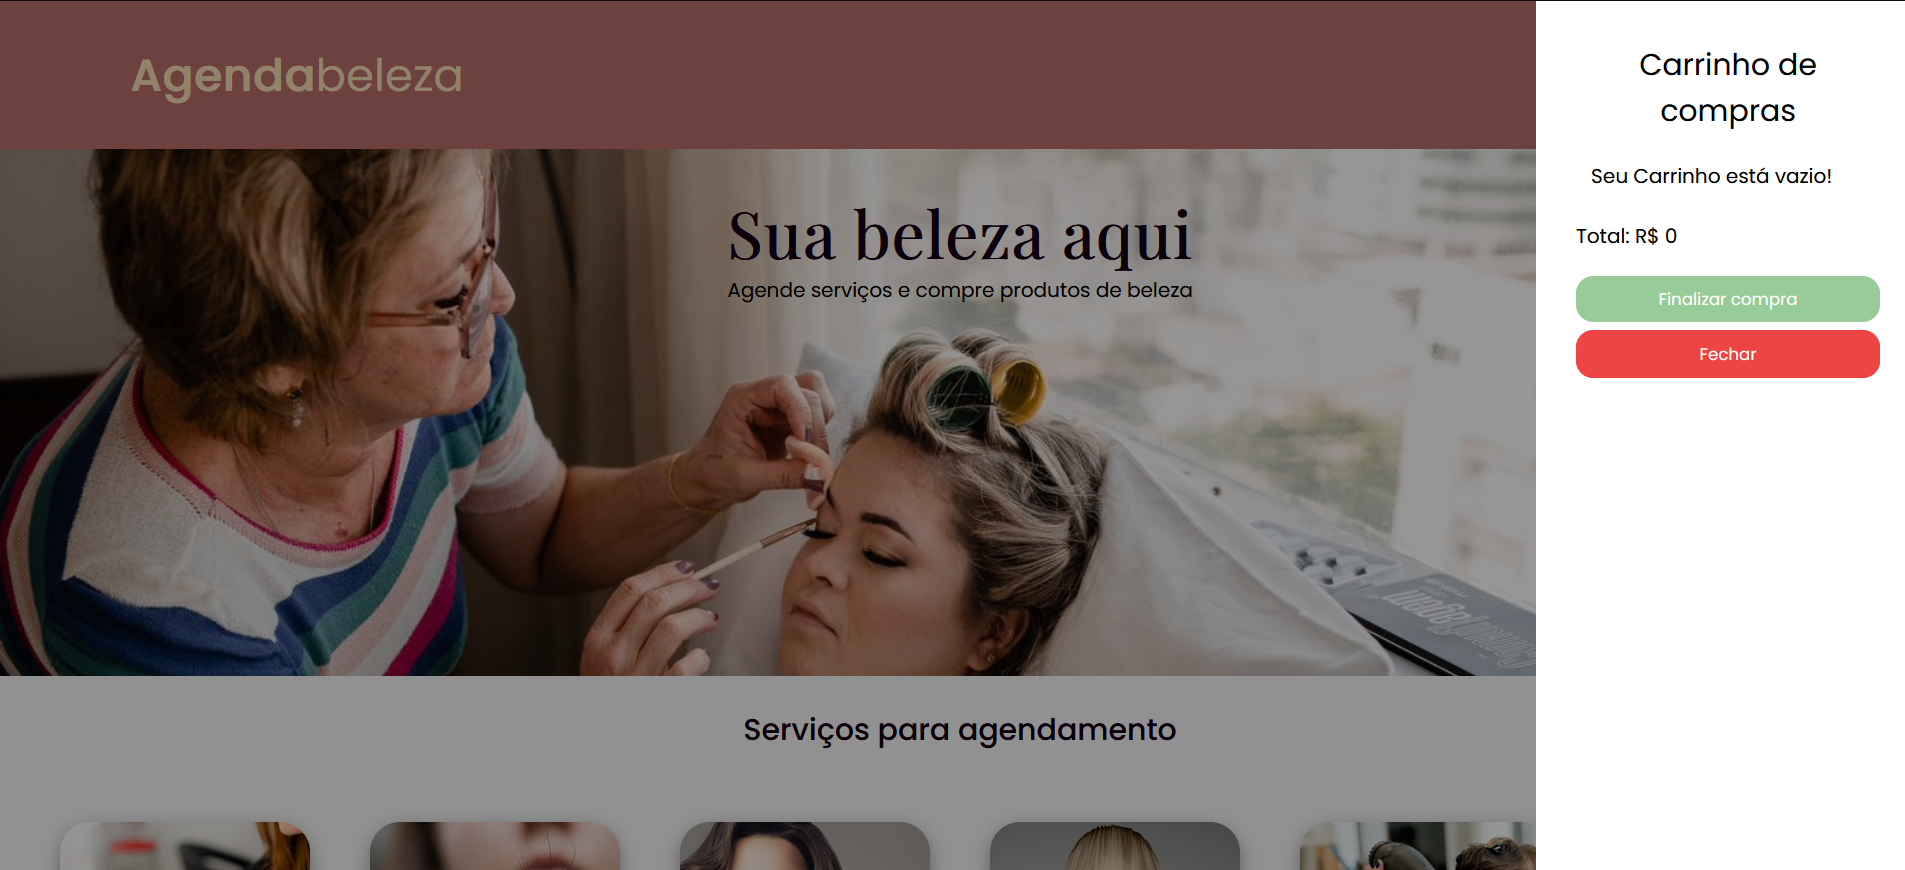 Agendabeleza
Sua beleza aqui
Agende serviços e compre produtos de beleza
Serviços para agendamento
Carrinho de
compras
Seu Carrinho está vazio!
Total: R$ 0
Finalizar compra
Fechar